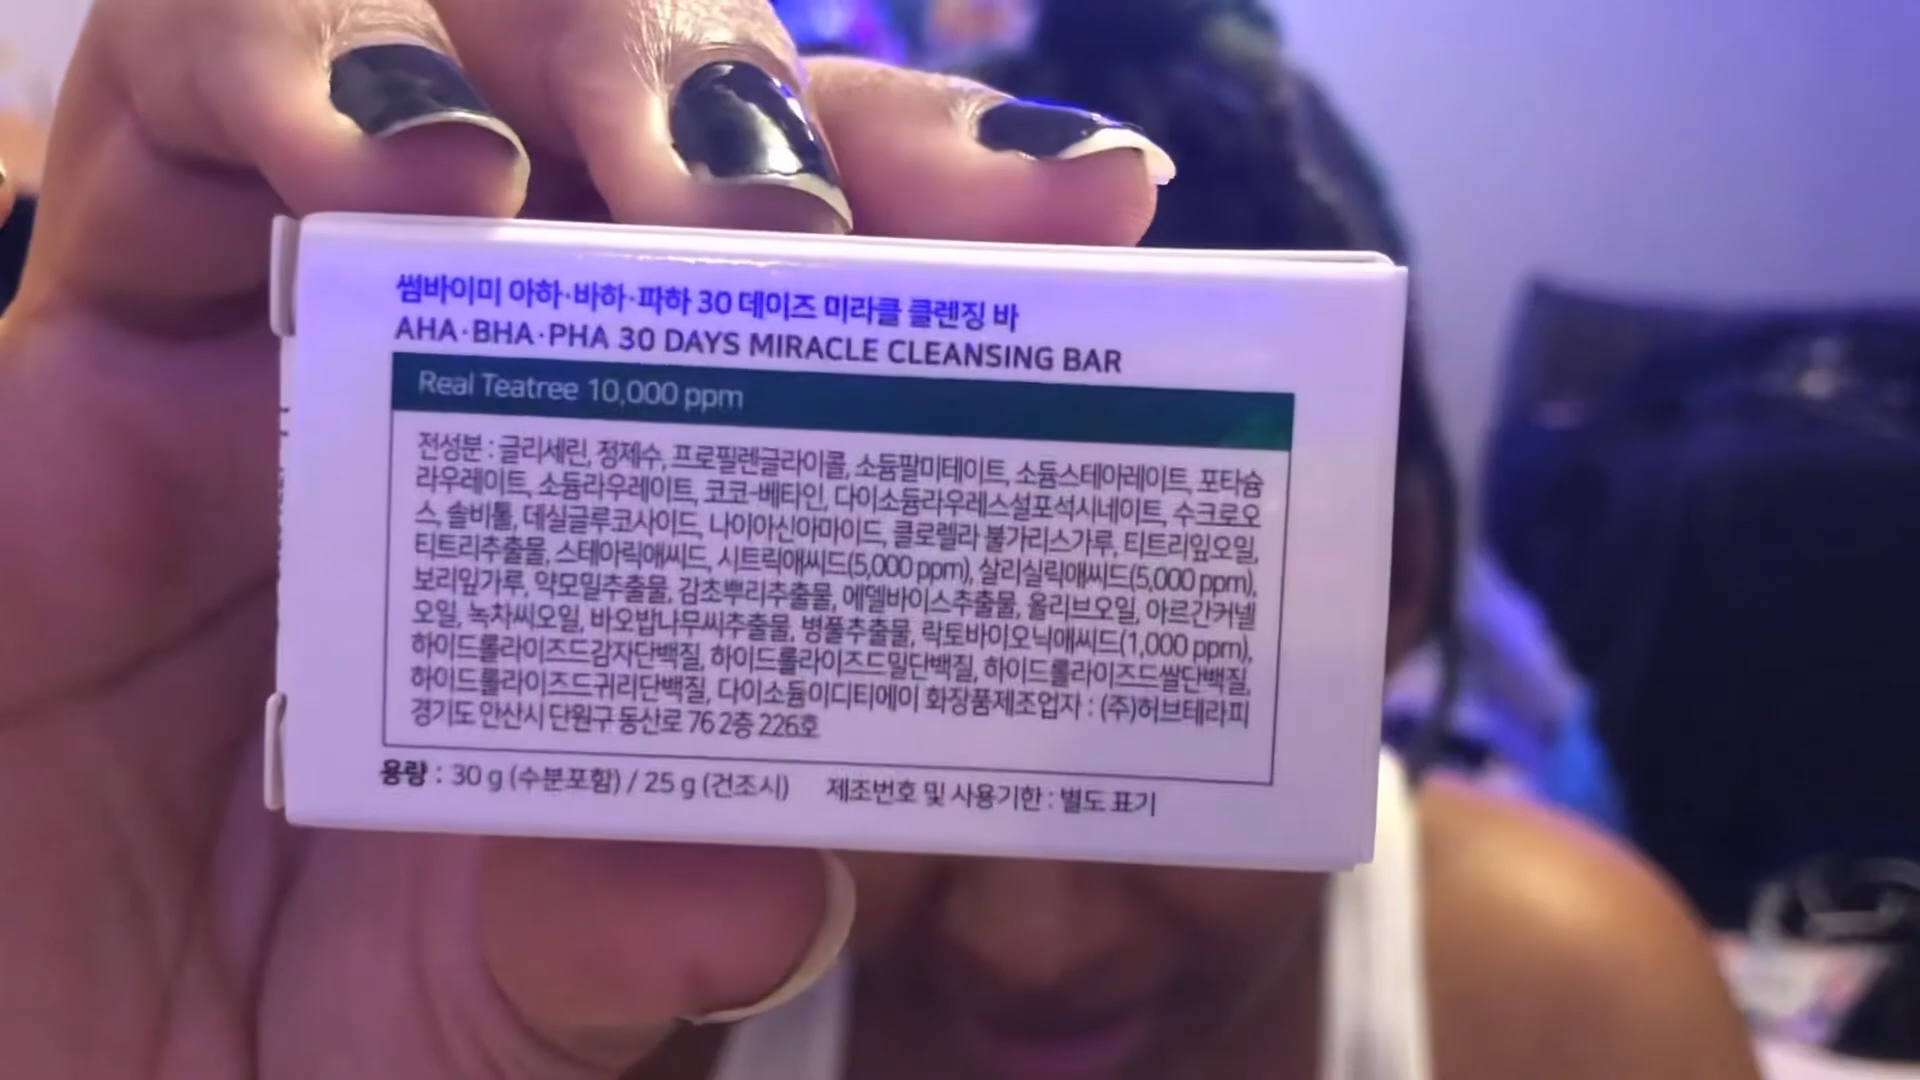 썸바이미 아하·바하·파하 30 데이즈 미라클 클렌징 바
AHA·BHA·PHA 30 DAYS MIRACLE CLEANSING BAR
Real Teatree 10,000 ppm
전성분 : 글리세린, 정제수, 프로필렌글라이콜, 소듐팔미테이트, 소듐스테아레이트, 포타슘
라우레이트, 소듐라우레이트, 코코-베타인, 다이소듐라우레스설포석시네이트, 수크로오
스, 솔비톨, 데실글루코사이드, 나이아신아마이드, 클로렐라 불가리스가루, 티트리잎오일,
티트리추출물, 스테아릭애씨드, 시트릭애씨드(5,000 ppm), 살리실릭애씨드(5,000 ppm),
보리잎가루, 약모밀추출물, 감초뿌리추출물, 에델바이스추출물, 올리브오일, 아르간커넬
오일, 녹차씨오일, 바오밥나무씨추출물, 병풀추출물, 락토바이오닉애씨드(1,000 ppm),
하이드롤라이즈드감자단백질, 하이드롤라이즈드밀단백질, 하이드롤라이즈드쌀단백질,
하이드롤라이즈드귀리단백질, 다이소듐이디티에이 화장품제조업자 : (주)허브테라피
경기도 안산시 단원구 동산로 76 2층 226호
용량 : 30 g (수분포함) / 25 g (건조시) 제조번호 및 사용기한 : 별도 표기